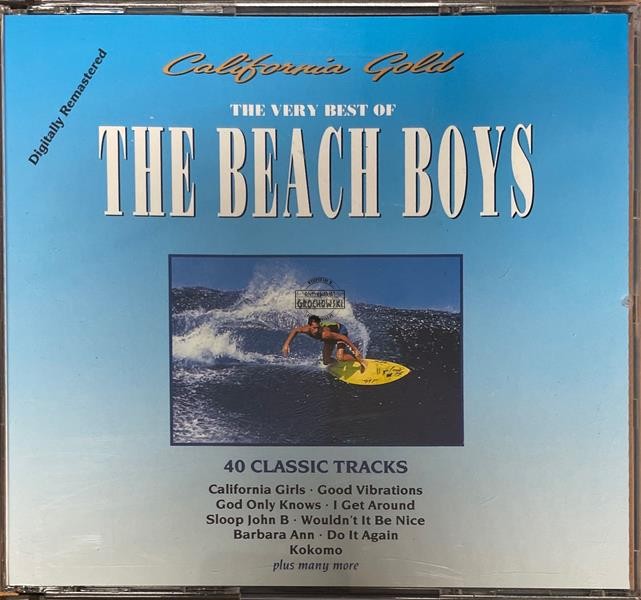 California Gold
Digitally Remastered
THE VERY BEST OF
THE BEACH BOYS
GROCHOWSKI
40 CLASSIC TRACKS
California Girls · Good Vibrations
God Only Knows · I Get Around
Sloop John B · Wouldn't It Be Nice
Barbara Ann · Do It Again
Kokomo
plus many more